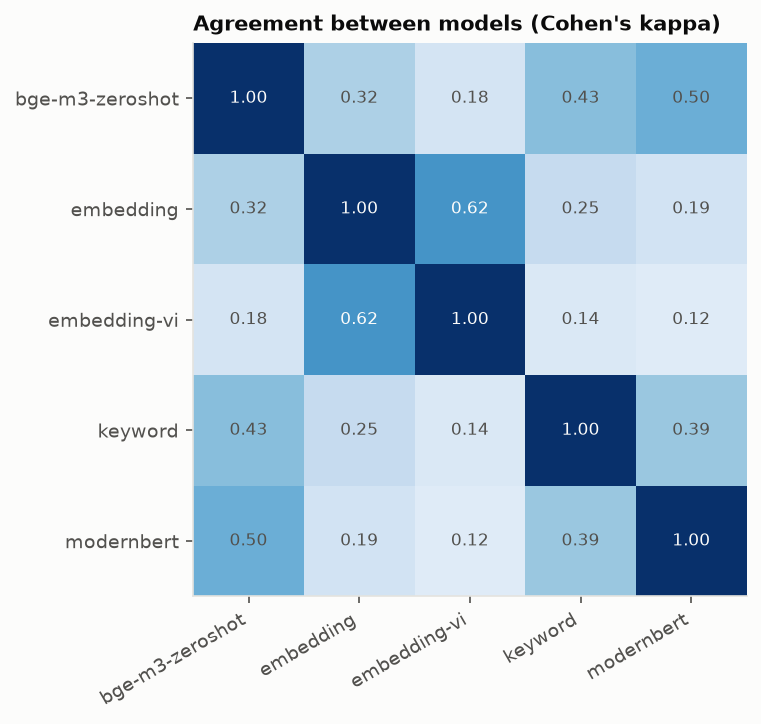 Agreement between models (Cohen's kappa)
bge-m3-zeroshot 1.00 0.32 0.18 0.43 0.50
embedding 0.32 1.00 0.62 0.25 0.19
embedding-vi 0.18 0.62 1.00 0.14 0.12
keyword 0.43 0.25 0.14 1.00 0.39
modernbert 0.50 0.19 0.12 0.39 1.00
bge-m3-zeroshot embedding embedding-vi keyword modernbert